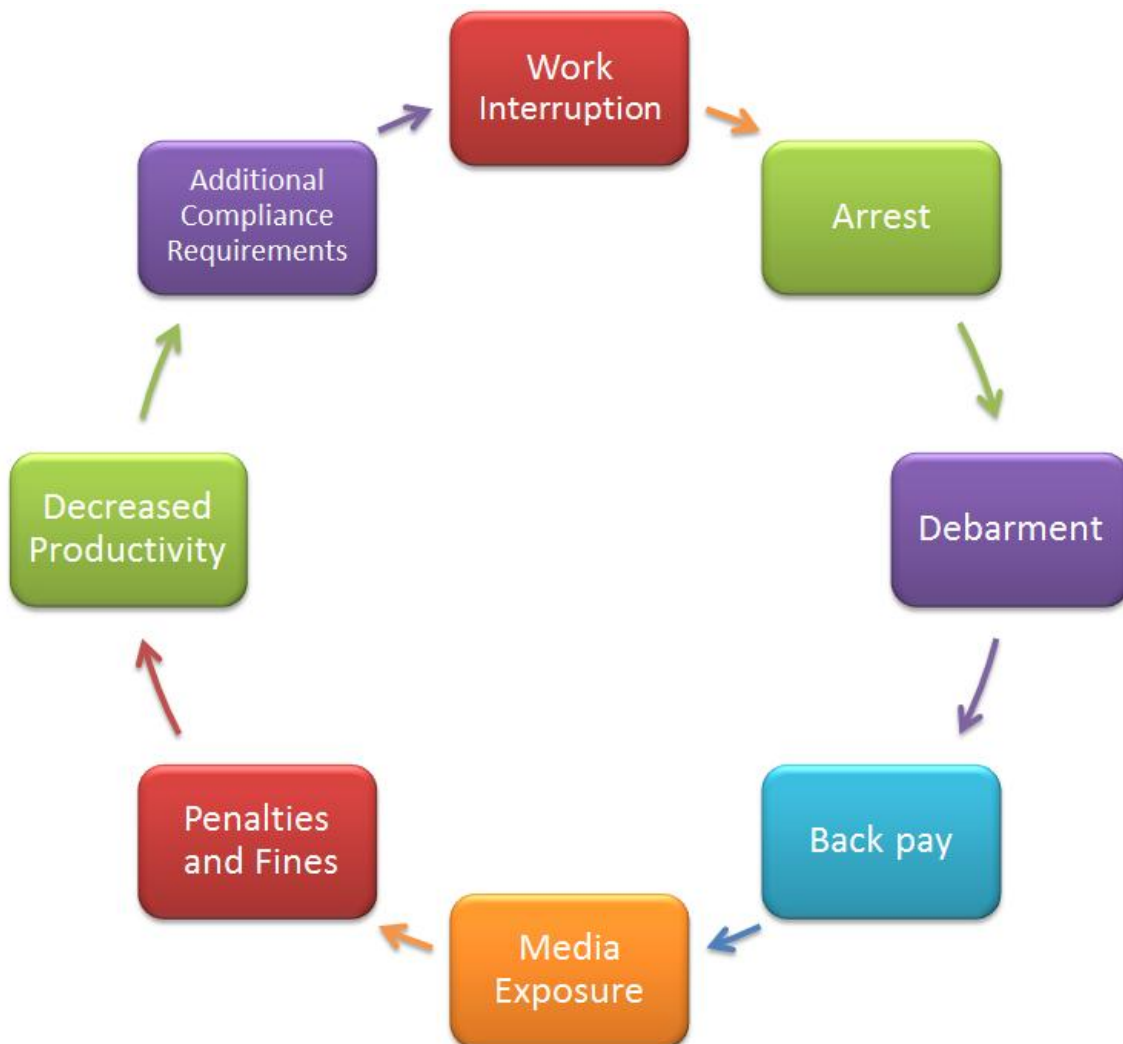 Work
Interruption
Arrest
Debarment
Back pay
Media
Exposure
Penalties
and Fines
Decreased
Productivity
Additional
Compliance
Requirements